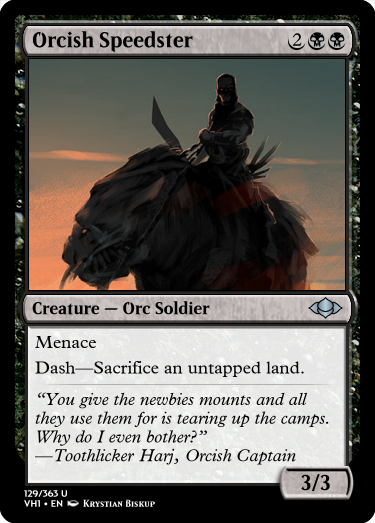 Orcish Speedster 2
Creature — Orc Soldier
Menace
Dash—Sacrifice an untapped land.
“You give the newbies mounts and all
they use them for is tearing up the camps.
Why do I even bother?”
—Toothlicker Harj, Orcish Captain
3/3
129/363 U
VH1 • EN Krystian Biskup